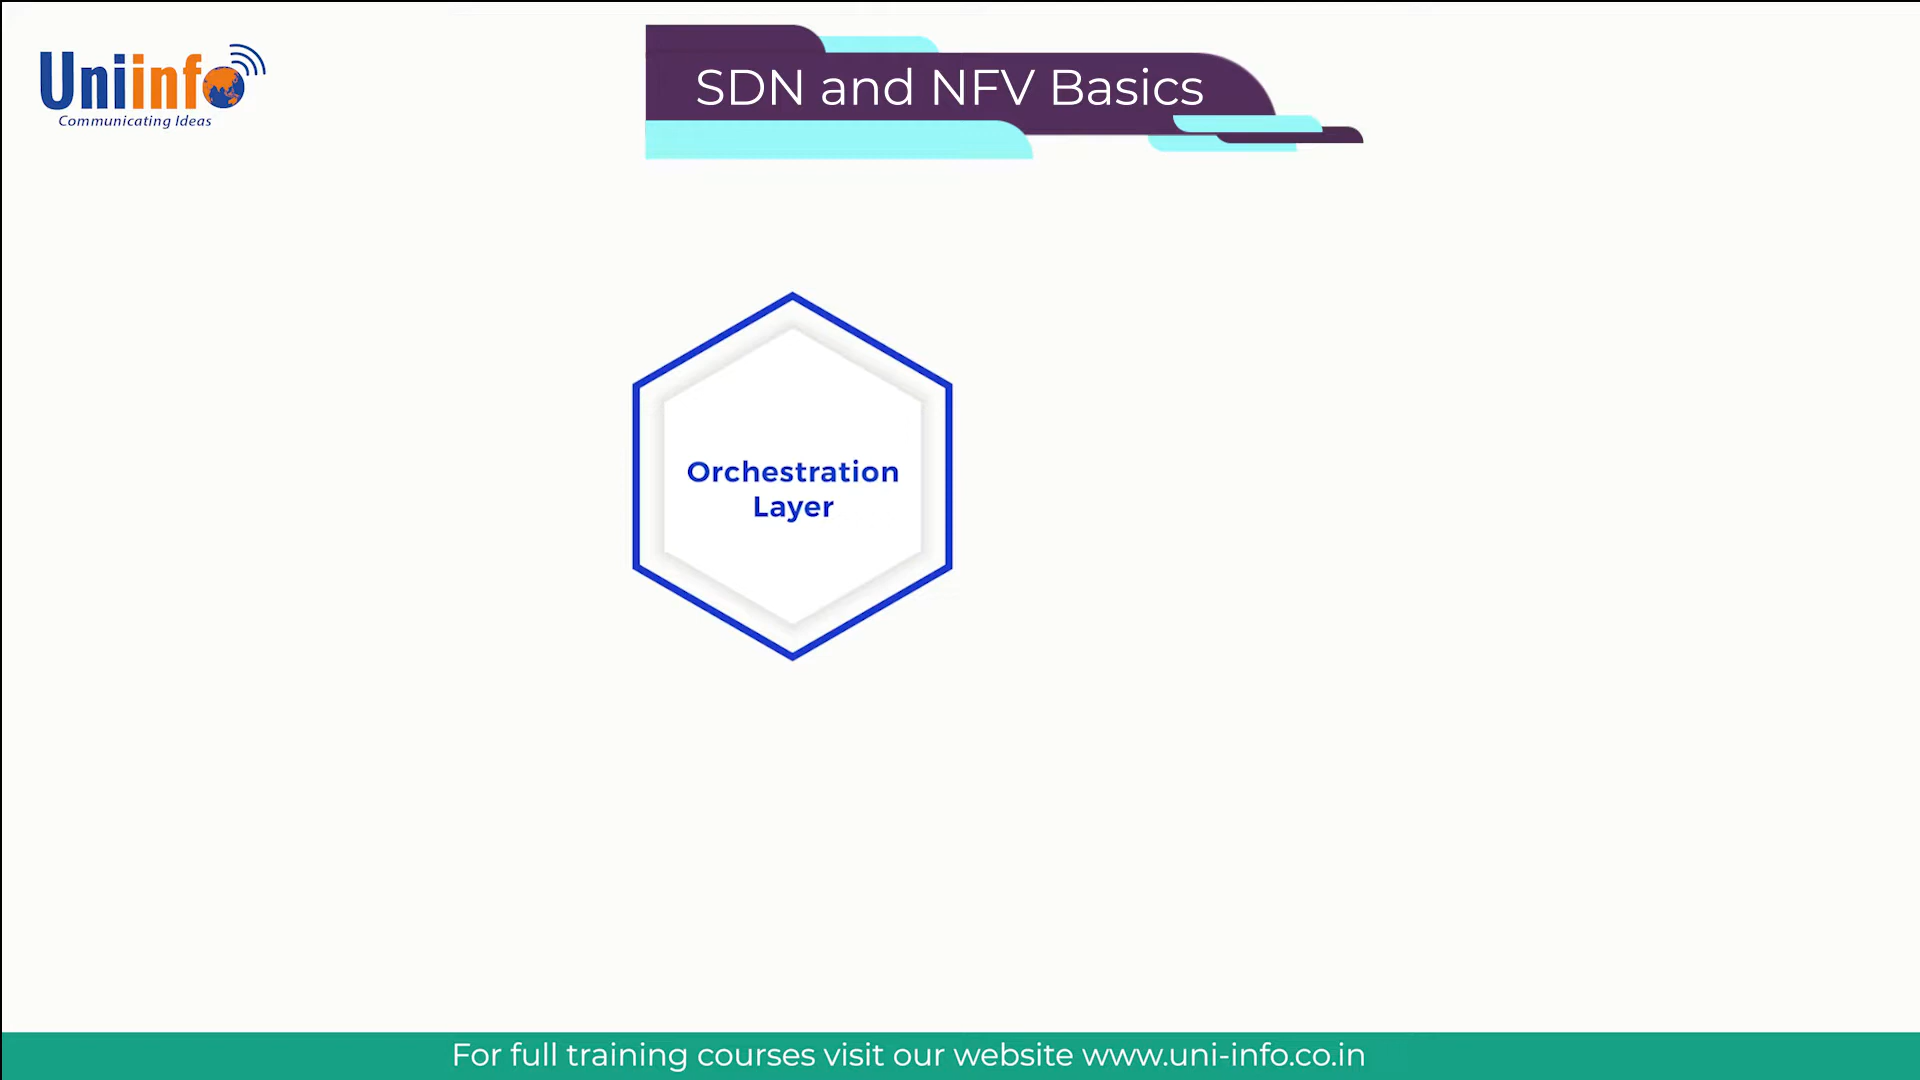 Uniinfo
Communicating Ideas
SDN and NFV Basics
Orchestration
Layer
For full training courses visit our website www.uni-info.co.in